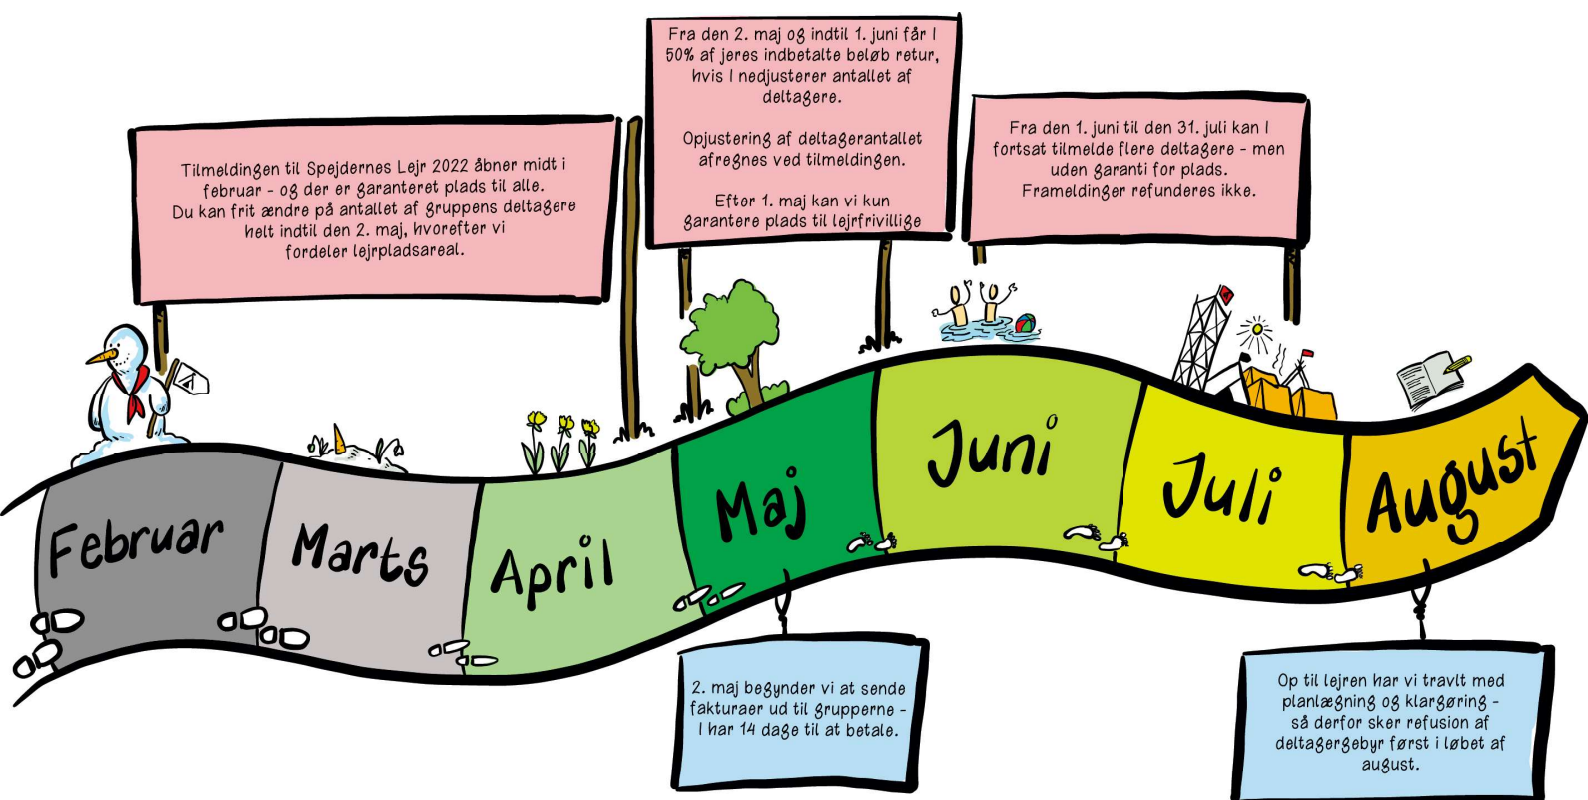 Tilmeldingen til Spejdernes Lejr 2022 åbner midt i
februar - og der er garanteret plads til alle.
Du kan frit ændre på antallet af gruppens deltagere
helt indtil den 2. maj, hvorefter vi
fordeler lejrpladsareal.
Fra den 2. maj og indtil 1. juni får I
50% af jeres indbetalte beløb retur,
hvis I nedjusterer antallet af
deltagere.
Opjustering af deltagerantallet
afregnes ved tilmeldingen.
Efter 1. maj kan vi kun
garantere plads til lejrfrivillige
Fra den 1. juni til den 31. juli kan I
fortsat tilmelde flere deltagere - men
uden garanti for plads.
Frameldinger refunderes ikke.
Februar
Marts
April
Maj
Juni
Juli
August
2. maj begynder vi at sende
fakturaer ud til grupperne -
I har 14 dage til at betale.
Op til lejren har vi travlt med
planlægning og klargøring -
så derfor sker refusion af
deltagergebyr først i løbet af
august.